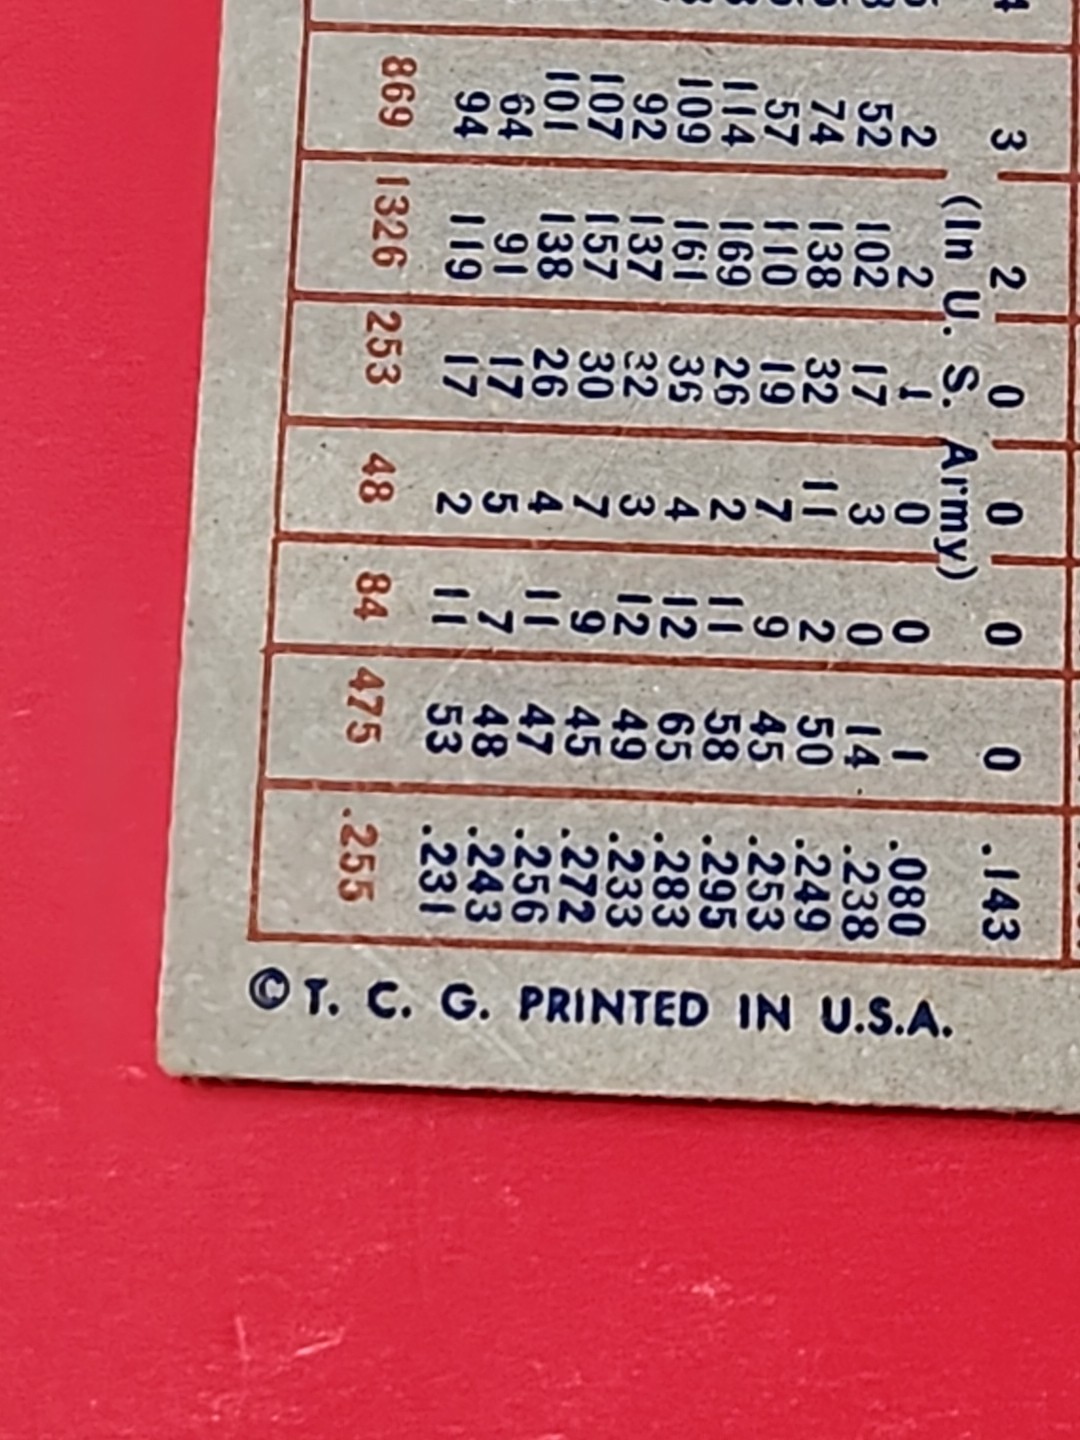 3 2 0 0 0 0 .143
(In U. S. Army)
2 2 1 0 0 1 .080
52 102 17 3 0 14 .238
74 138 32 11 2 50 .249
57 110 19 7 9 45 .253
114 169 26 2 11 58 .295
109 161 36 4 12 65 .283
92 137 32 3 12 49 .233
107 157 30 7 9 45 .272
101 138 26 4 11 47 .256
64 91 17 5 7 48 .243
94 119 17 2 11 53 .231
869 1326 253 48 84 475 .255
© T. C. G. PRINTED IN U.S.A.